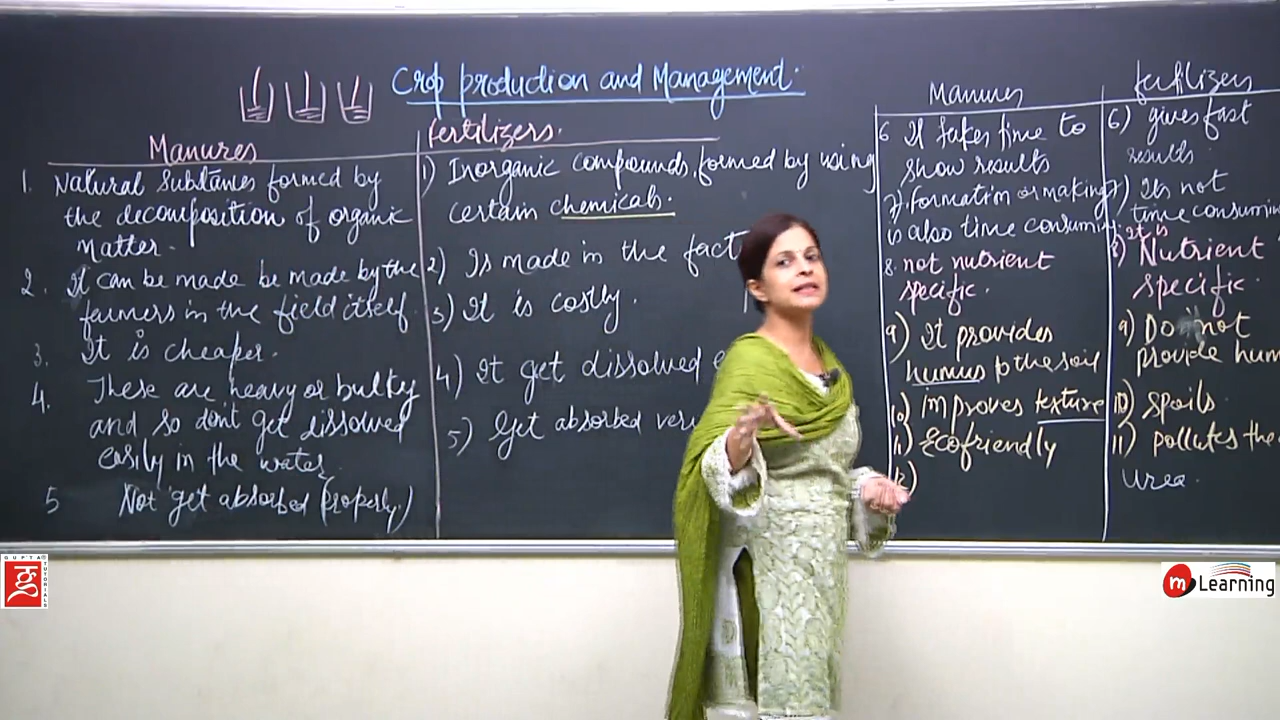 Crop production and Management.
Manures
1. Natural Substances formed by
the decomposition of organic
Matter.
2. It can be made be made by the
farmers in the field itself.
3. It is cheaper.
4. These are heavy or bulky
and so don't get dissolved
easily in the water.
5 Not get absorbed (properly)
fertilizers.
1) Inorganic compounds, formed by using
certain chemicals.
2) Is made in the fact
3) It is costly.
4) It get dissolved e
5) Get absorbed ver
Manures
6 It takes time to
show results
7. formation or making
is also time consuming
8. not nutrient
specific.
9) It provides
humus to the soil
10) improves texture
11) Ecofriendly
12)
fertilizers
6) gives fast
results.
7) Its not
time consumin
8) It is Nutrient
specific.
9) Do not
provide hum
10) Spoils.
11) pollutes the
Urea.
GUPTA TUTORIALS
m Learning